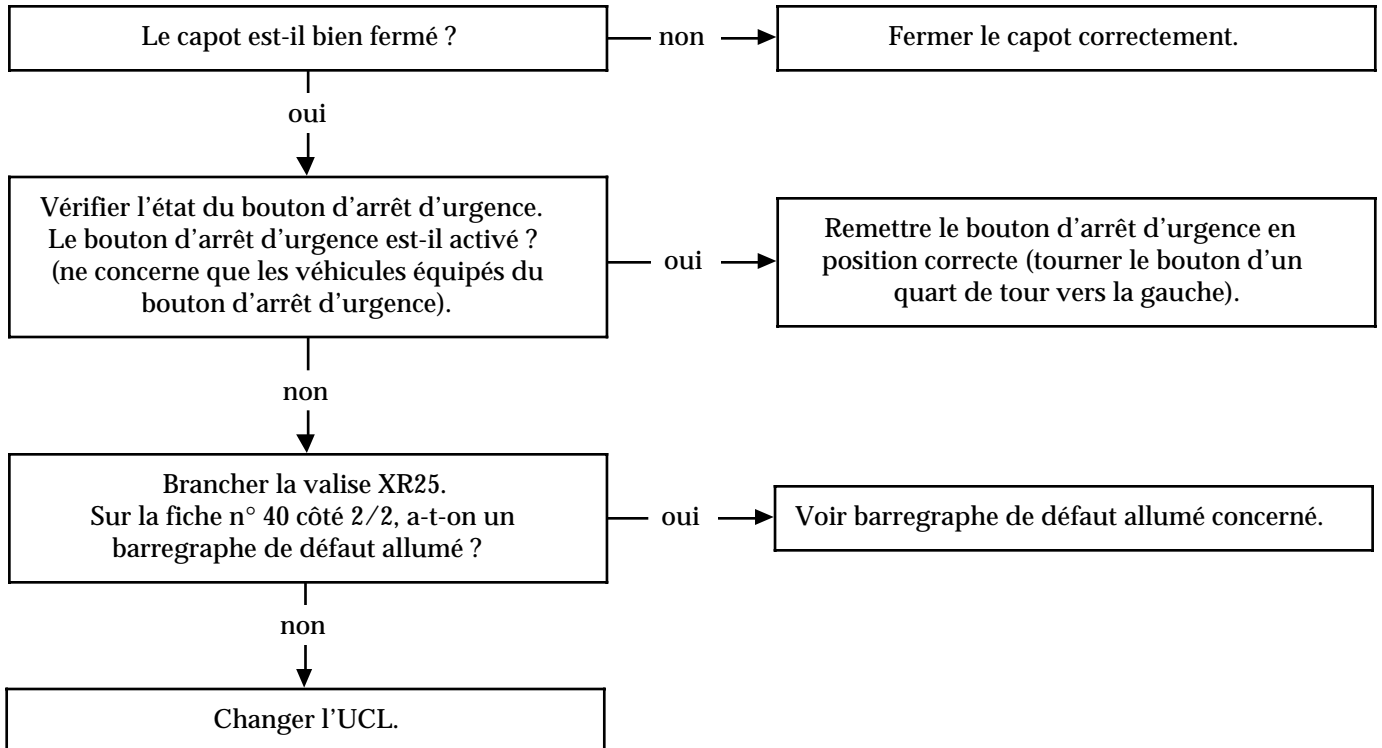 Le capot est-il bien fermé ?
non
Fermer le capot correctement.
oui
Vérifier l'état du bouton d'arrêt d'urgence.
Le bouton d'arrêt d'urgence est-il activé ?
(ne concerne que les véhicules équipés du
bouton d'arrêt d'urgence).
oui
Remettre le bouton d'arrêt d'urgence en
position correcte (tourner le bouton d'un
quart de tour vers la gauche).
non
Brancher la valise XR25.
Sur la fiche n° 40 côté 2/2, a-t-on un
barregraphe de défaut allumé ?
oui
Voir barregraphe de défaut allumé concerné.
non
Changer l'UCL.